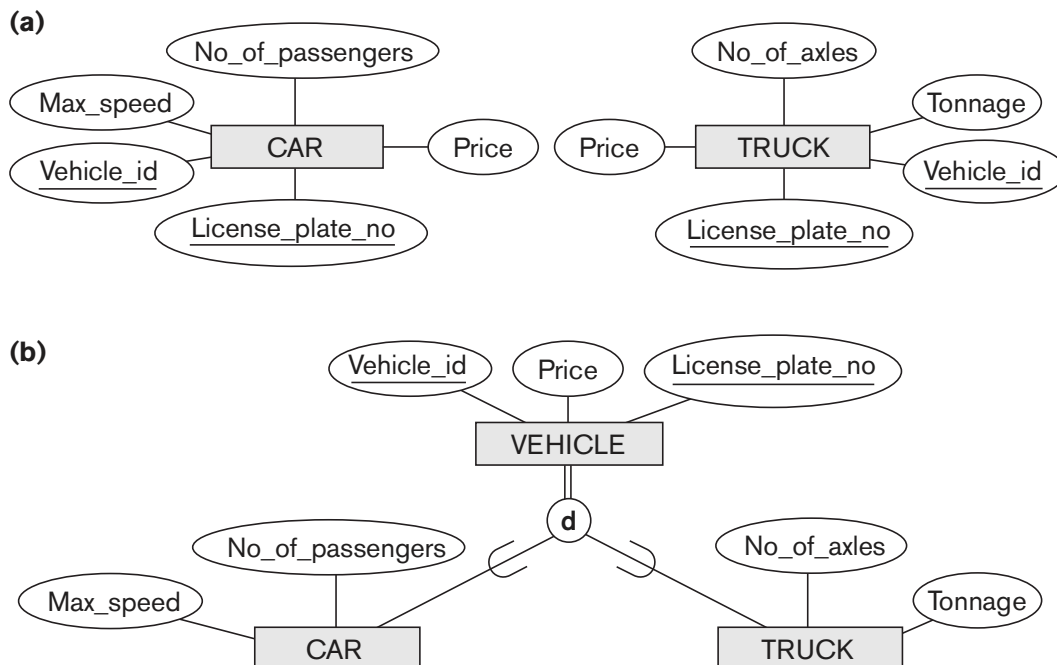 (a)
No_of_passengers
No_of_axles
Max_speed
Tonnage
CAR
Price
Price
TRUCK
Vehicle_id
Vehicle_id
License_plate_no
License_plate_no
(b)
Vehicle_id
Price
License_plate_no
VEHICLE
d
No_of_passengers
No_of_axles
Max_speed
Tonnage
CAR
TRUCK